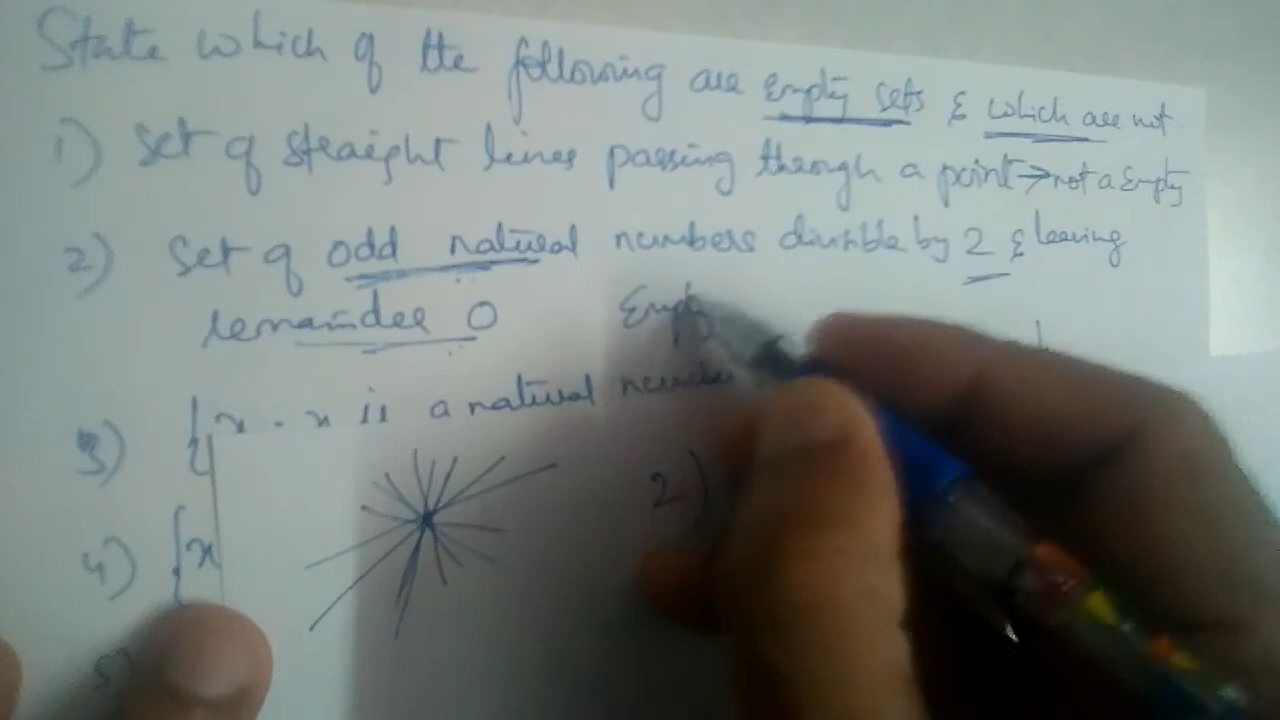 State which of the following are Empty sets & which are not.
1) set of straight lines passing through a point → not a Empty
2) set of odd natural numbers divisible by 2 & leaving
remainder 0 Empty
3) {x . x is a natural number
4) {x
2)
5)